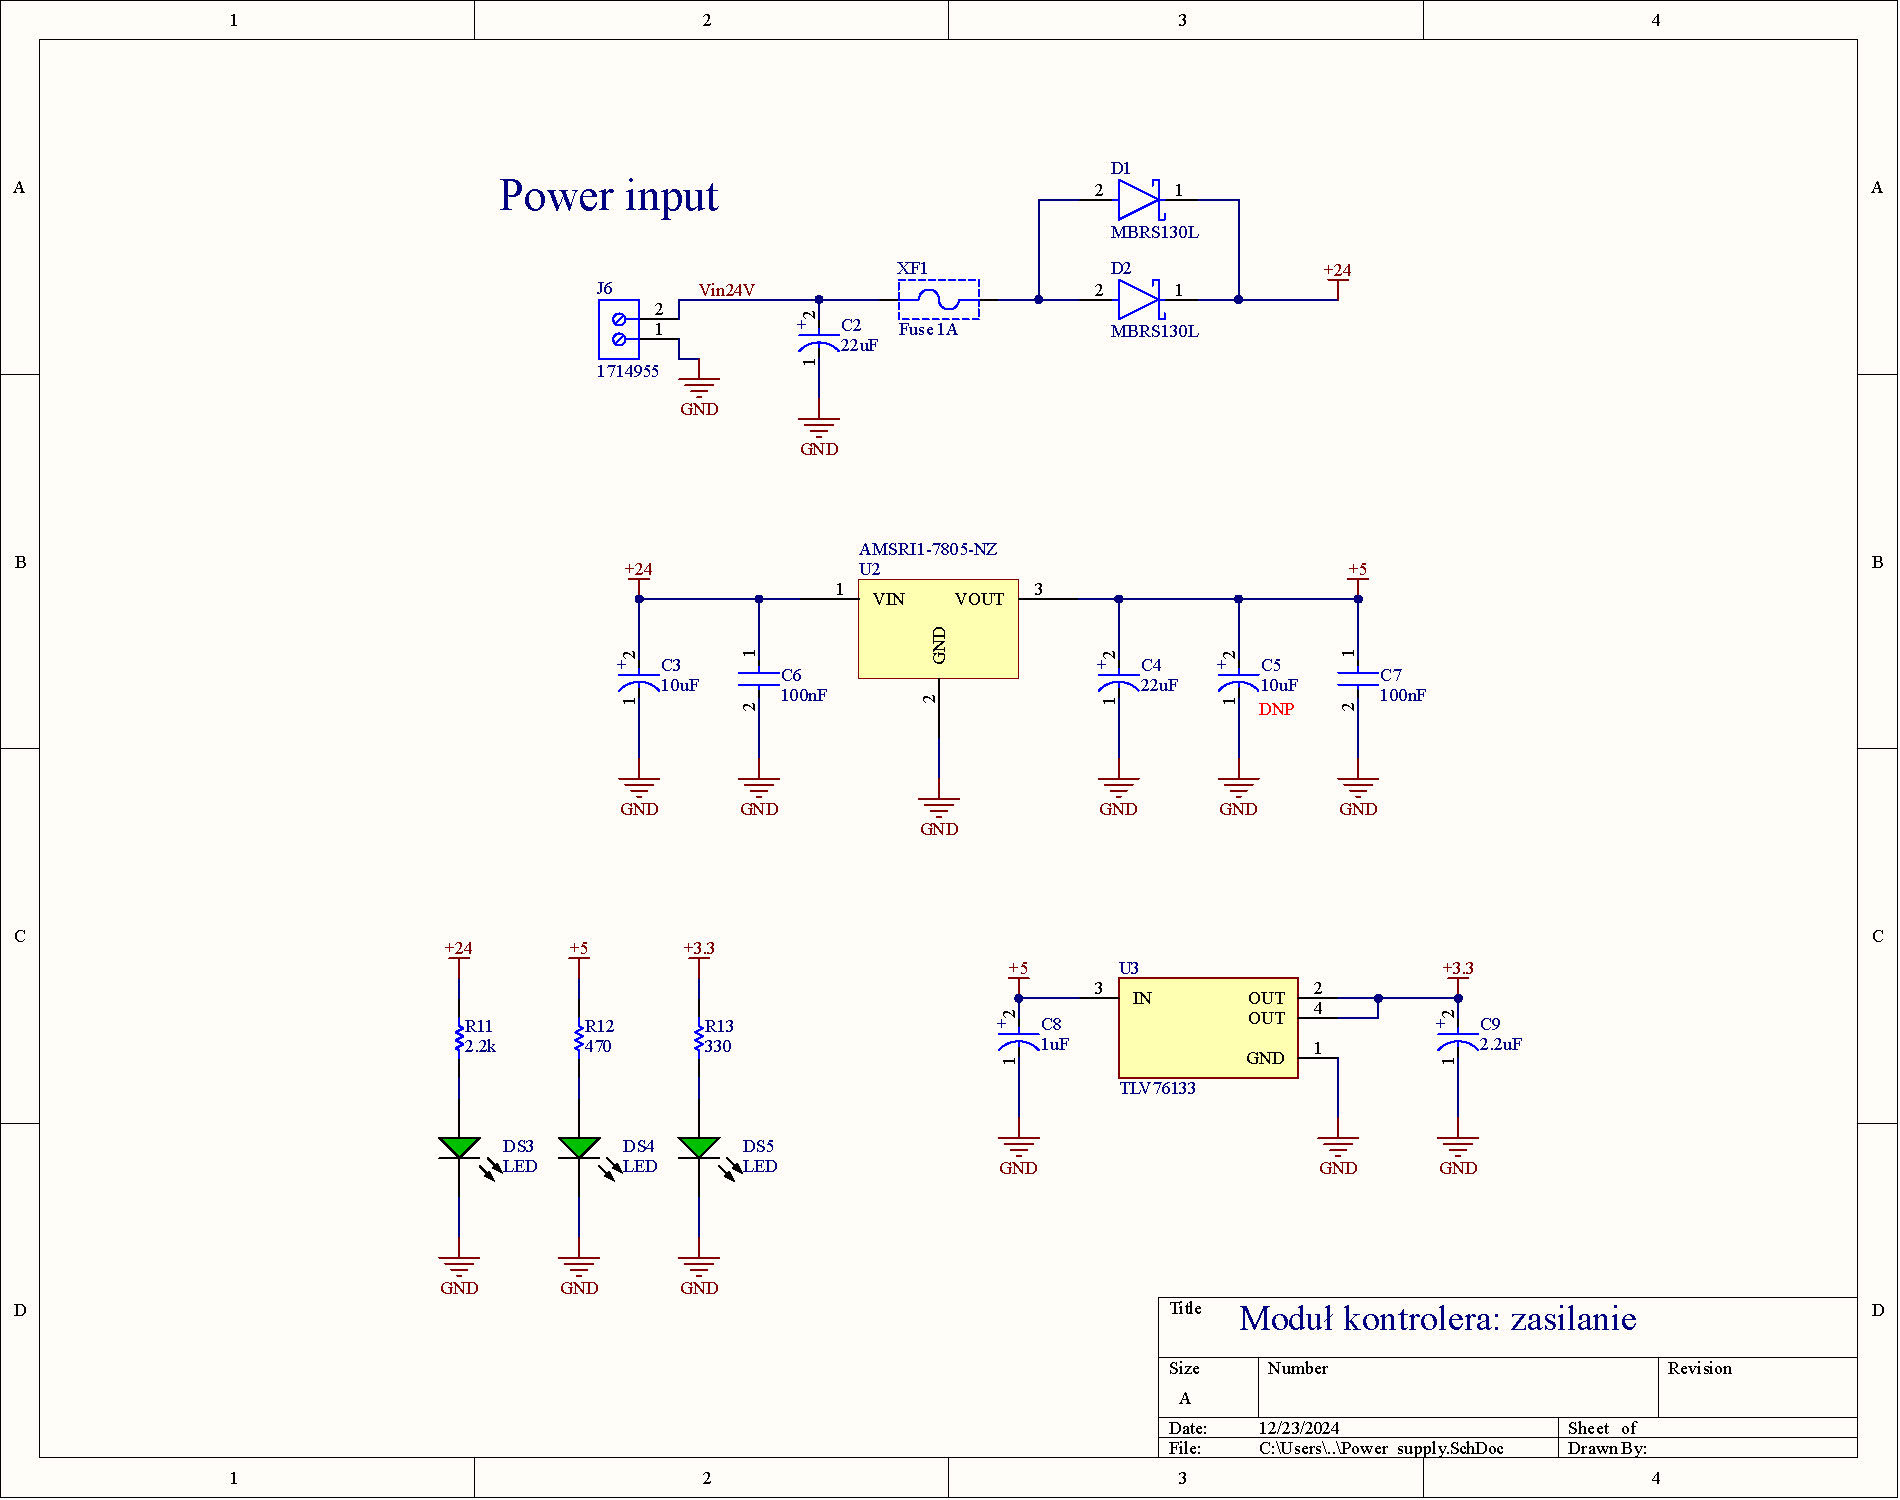 1 2 3 4
A A
Power input
D1
2 1
MBRS130L
D2
2 1
MBRS130L
+24
XF1
Fuse 1A
J6
2
1
1714955
Vin24V
GND
+ 2
C2
22uF
1
GND
B B
AMSRI1-7805-NZ
U2
+24
1 VIN VOUT 3
GND
2
GND
+5
+ 2
C3
10uF
1
GND
1
C6
100nF
2
GND
+ 2
C4
22uF
1
GND
+ 2
C5
10uF
DNP
1
GND
1
C7
100nF
2
GND
C C
+24
R11
2.2k
DS3
LED
GND
+5
R12
470
DS4
LED
GND
+3.3
R13
330
DS5
LED
GND
+5
+ 2
C8
1uF
1
GND
U3
3 IN OUT 2
OUT 4
GND 1
TLV76133
GND
+3.3
+ 2
C9
2.2uF
1
GND
D D
Title Moduł kontrolera: zasilanie
Size Number Revision
A
Date: 12/23/2024 Sheet of
File: C:\Users\..\Power supply.SchDoc Drawn By:
1 2 3 4